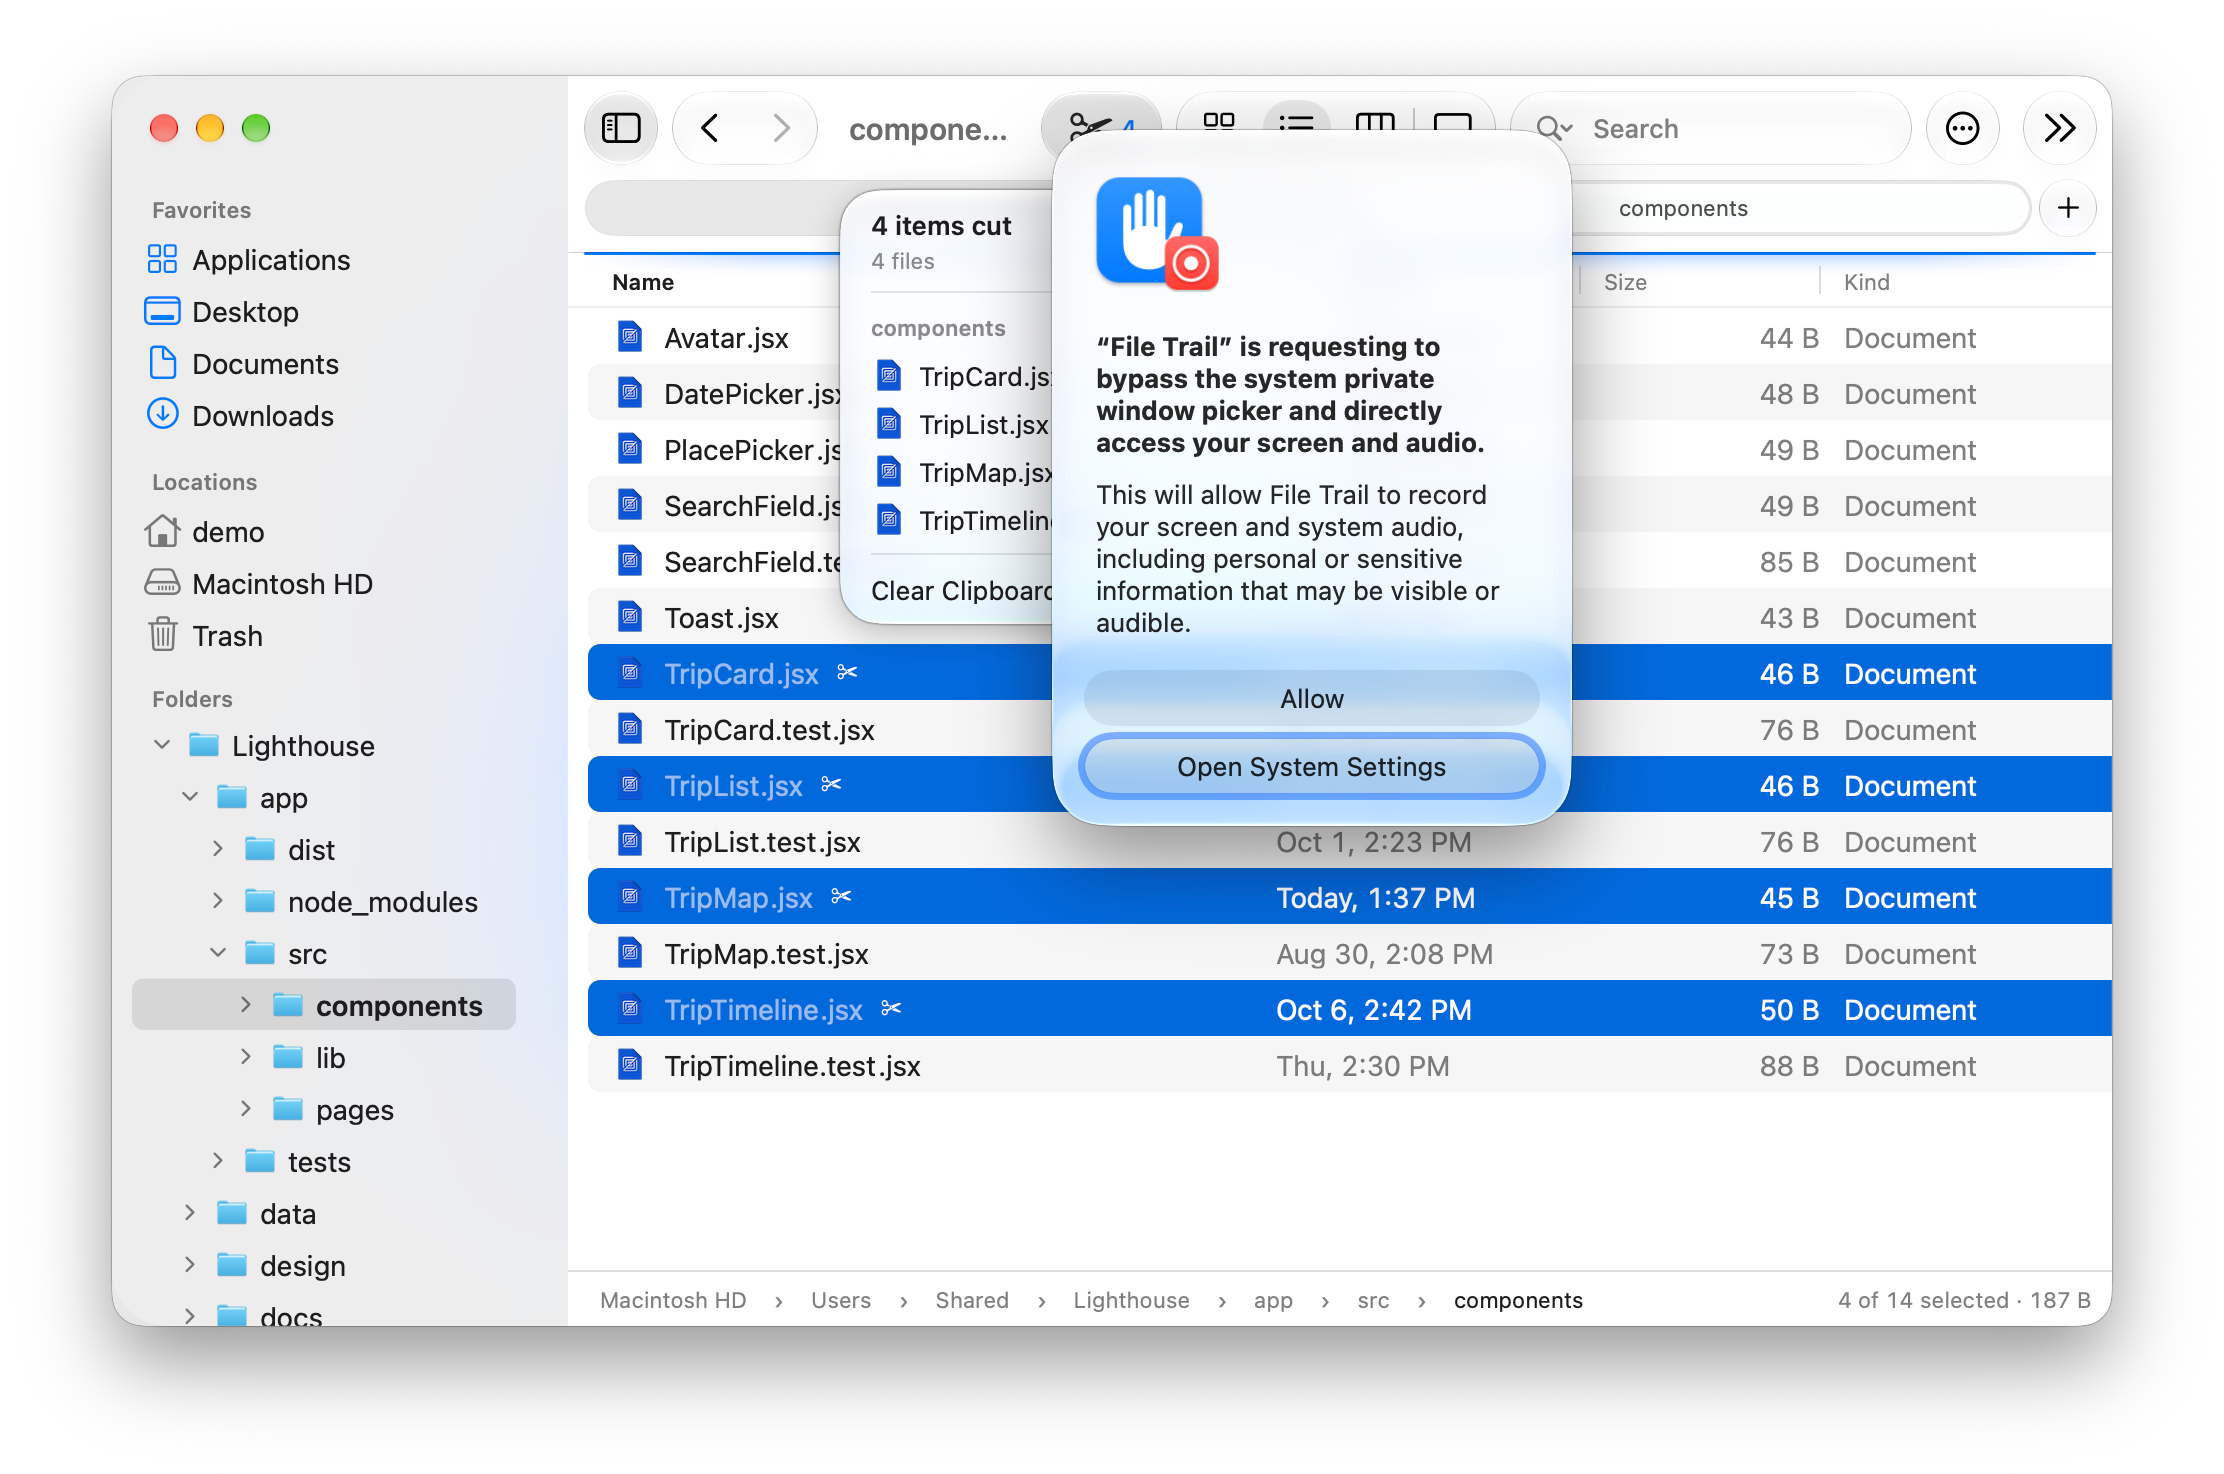 Favorites
Applications
Desktop
Documents
Downloads
Locations
demo
Macintosh HD
Trash
Folders
Lighthouse
app
dist
node_modules
src
components
lib
pages
tests
data
design
docs
compone...
4
Search
components
Name
Size
Kind
Avatar.jsx
44 B Document
DatePicker.jsx
48 B Document
PlacePicker.js
49 B Document
SearchField.js
49 B Document
SearchField.te
85 B Document
Toast.jsx
43 B Document
TripCard.jsx
46 B Document
TripCard.test.jsx
76 B Document
TripList.jsx
46 B Document
TripList.test.jsx Oct 1, 2:23 PM 76 B Document
TripMap.jsx Today, 1:37 PM 45 B Document
TripMap.test.jsx Aug 30, 2:08 PM 73 B Document
TripTimeline.jsx Oct 6, 2:42 PM 50 B Document
TripTimeline.test.jsx Thu, 2:30 PM 88 B Document
4 items cut
4 files
components
TripCard.jsx
TripList.jsx
TripMap.jsx
TripTimeline
Clear Clipboard
“File Trail” is requesting to
bypass the system private
window picker and directly
access your screen and audio.
This will allow File Trail to record
your screen and system audio,
including personal or sensitive
information that may be visible or
audible.
Allow
Open System Settings
Macintosh HD › Users › Shared › Lighthouse › app › src › components
4 of 14 selected · 187 B